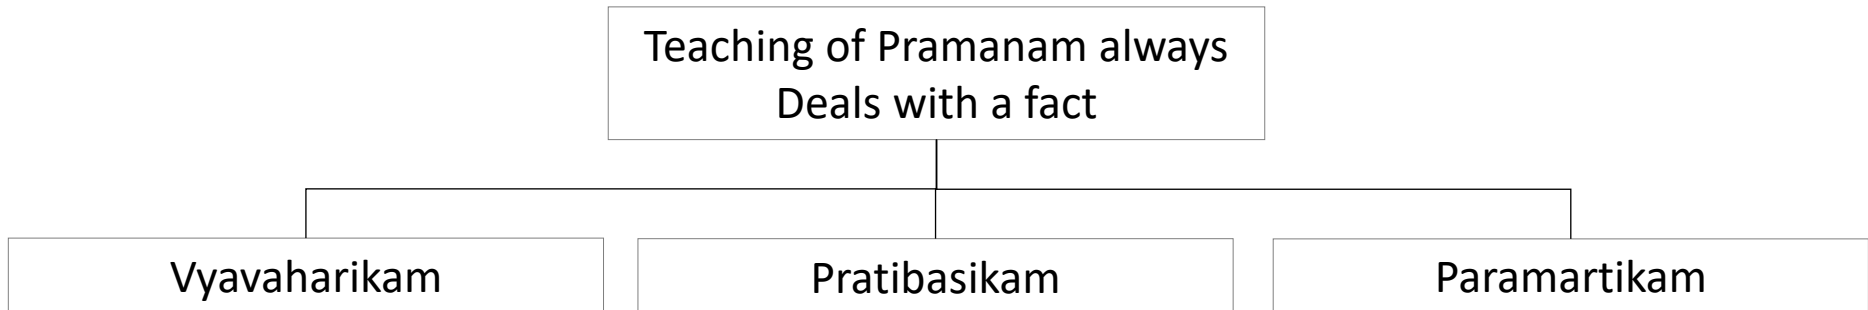 Teaching of Pramanam always
Deals with a fact
Vyavaharikam
Pratibasikam
Paramartikam